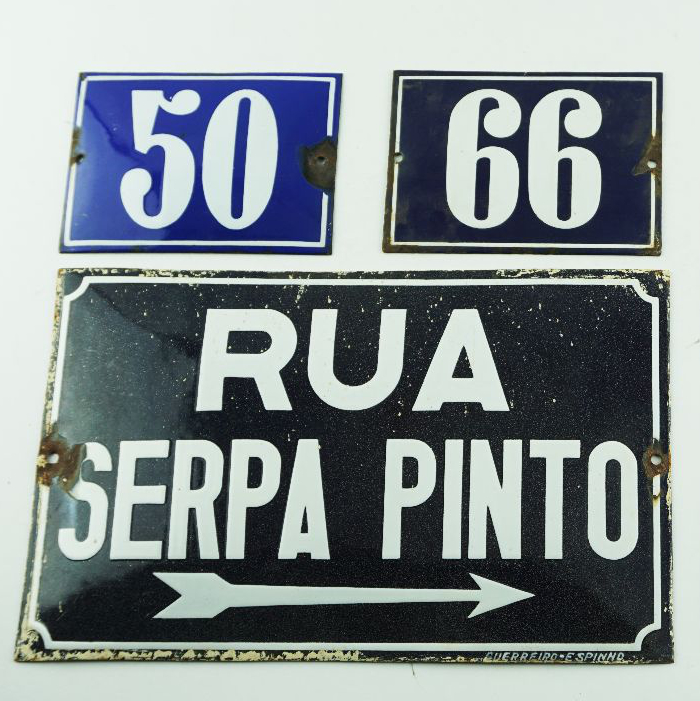 50
66
RUA
SERPA PINTO
GUERREIRO-ESPINHO